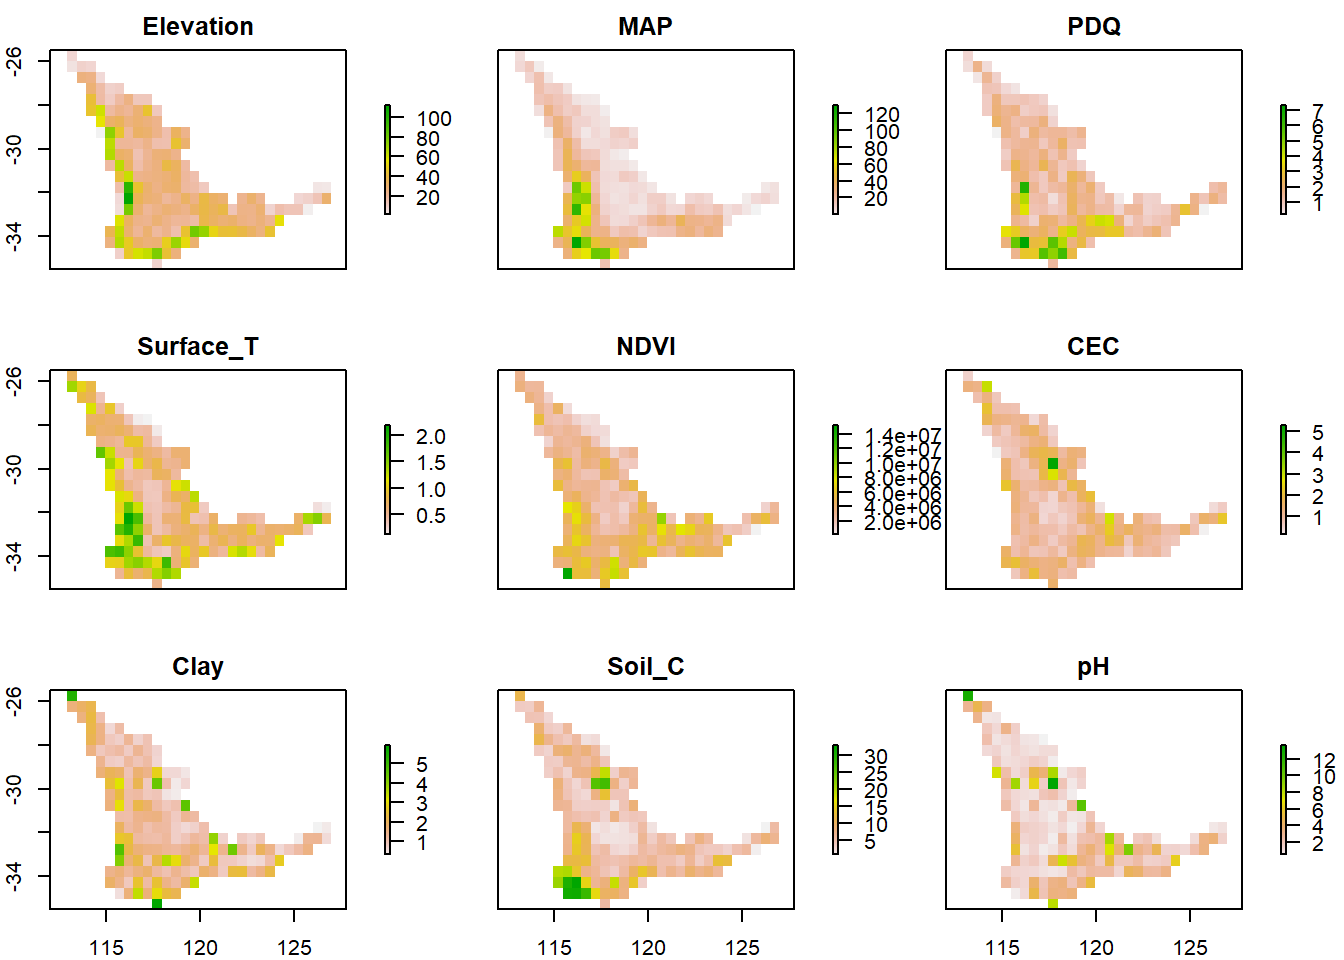 Elevation
MAP
PDQ
-26
-30
-34
100
80
60
40
20
120
100
80
60
40
20
7
6
5
4
3
2
1
Surface_T
NDVI
CEC
-26
-30
-34
2.0
1.5
1.0
0.5
1.4e+07
1.2e+07
1.0e+07
8.0e+06
6.0e+06
4.0e+06
2.0e+06
5
4
3
2
1
Clay
Soil_C
pH
-26
-30
-34
5
4
3
2
1
30
25
20
15
10
5
12
10
8
6
4
2
115 120 125
115 120 125
115 120 125